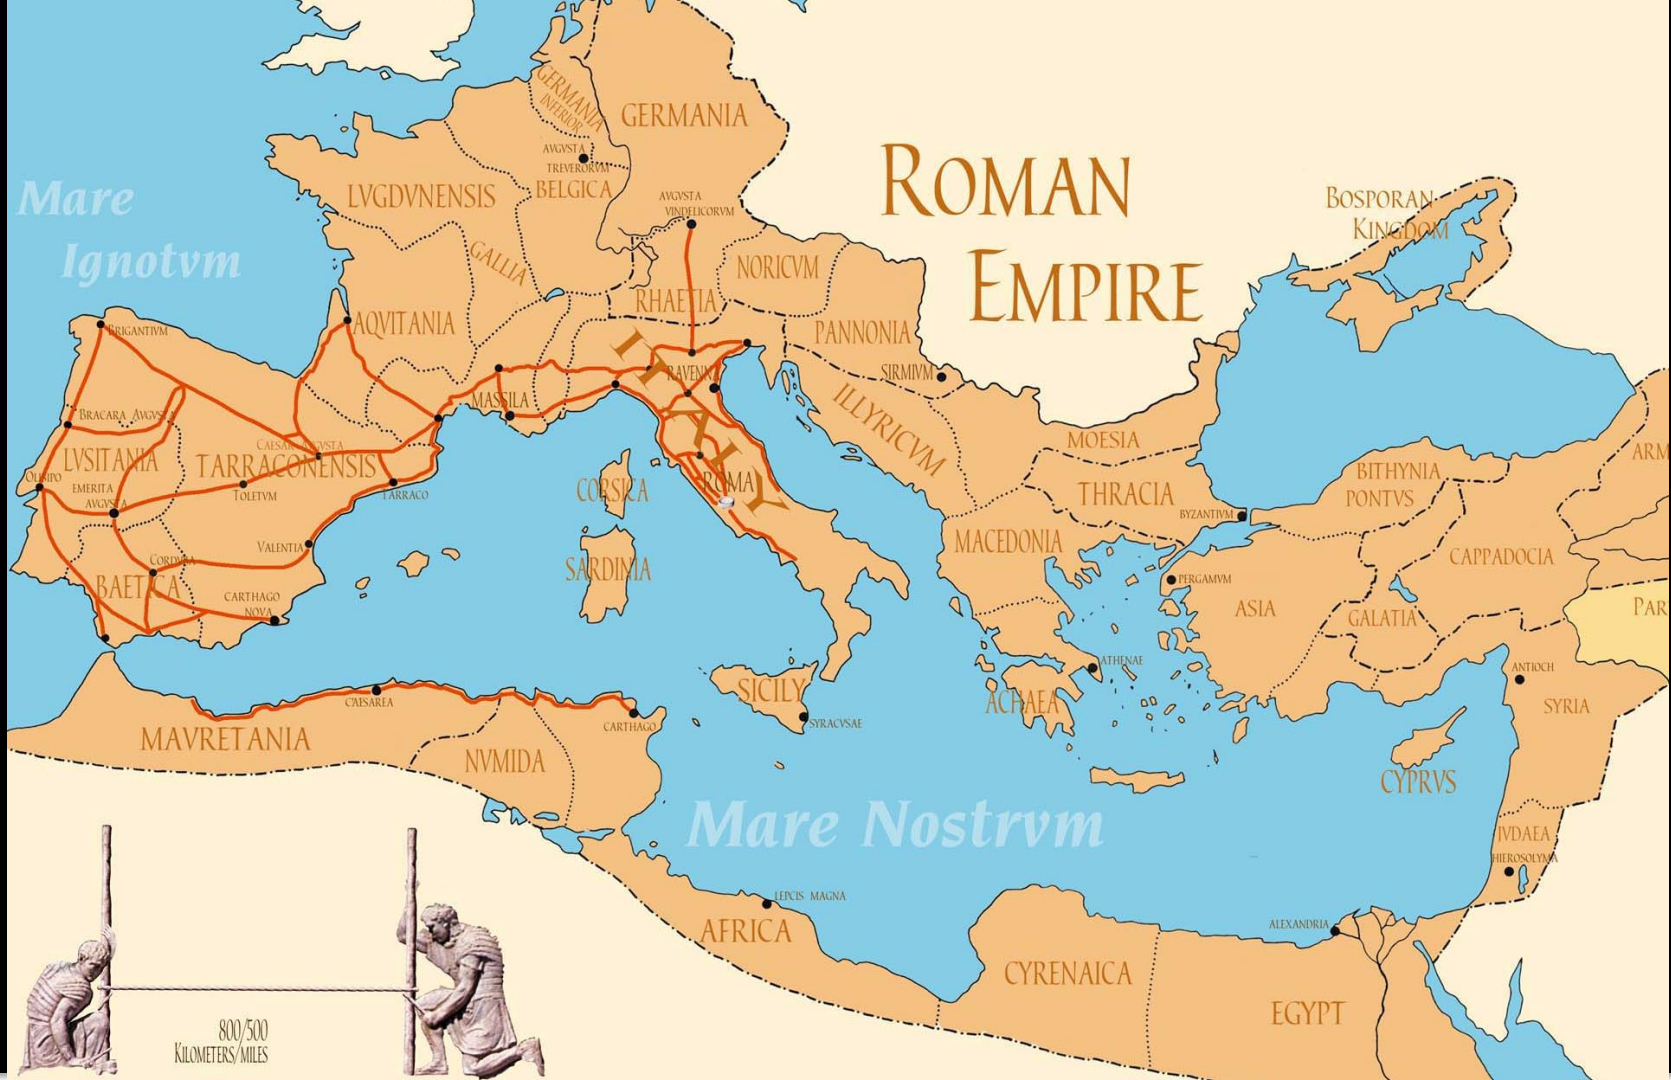 GERMANIA
INFERIOR
GERMANIA
AVGVSTA
TREVERORVM
BELGICA
LVGDVNENSIS
AVGVSTA
VINDELICORVM
ROMAN
EMPIRE
BOSPORAN
KINGDOM
Mare
Ignotvm
GALLIA
NORICVM
RHAETIA
AQVITANIA
PANNONIA
BRIGANTIVM
ITALY
RAVENNA
SIRMIVM
MASSILA
ILLYRICVM
BRACARA AVGVSTA
MOESIA
CAESAR AVGVSTA
LVSITANIA
TARRACONENSIS
BITHYNIA
PONTVS
ARM
OLISIPO
EMERITA
AVGVSTA
TOLETVM
TARRACO
CORSICA
ROMA
THRACIA
BYZANTIVM
VALENTIA
MACEDONIA
CAPPADOCIA
CORDVBA
BAETICA
SARDINIA
PERGAMVM
CARTHAGO
NOVA
ASIA
GALATIA
PAR
ATHENAE
ANTIOCH
SICILY
ACHAEA
SYRIA
CAESAREA
CARTHAGO
SYRACVSAE
MAVRETANIA
NVMIDA
CYPRVS
Mare Nostrvm
IVDAEA
HIEROSOLYMA
LEPCIS MAGNA
AFRICA
ALEXANDRIA
CYRENAICA
EGYPT
800/500
KILOMETERS/MILES